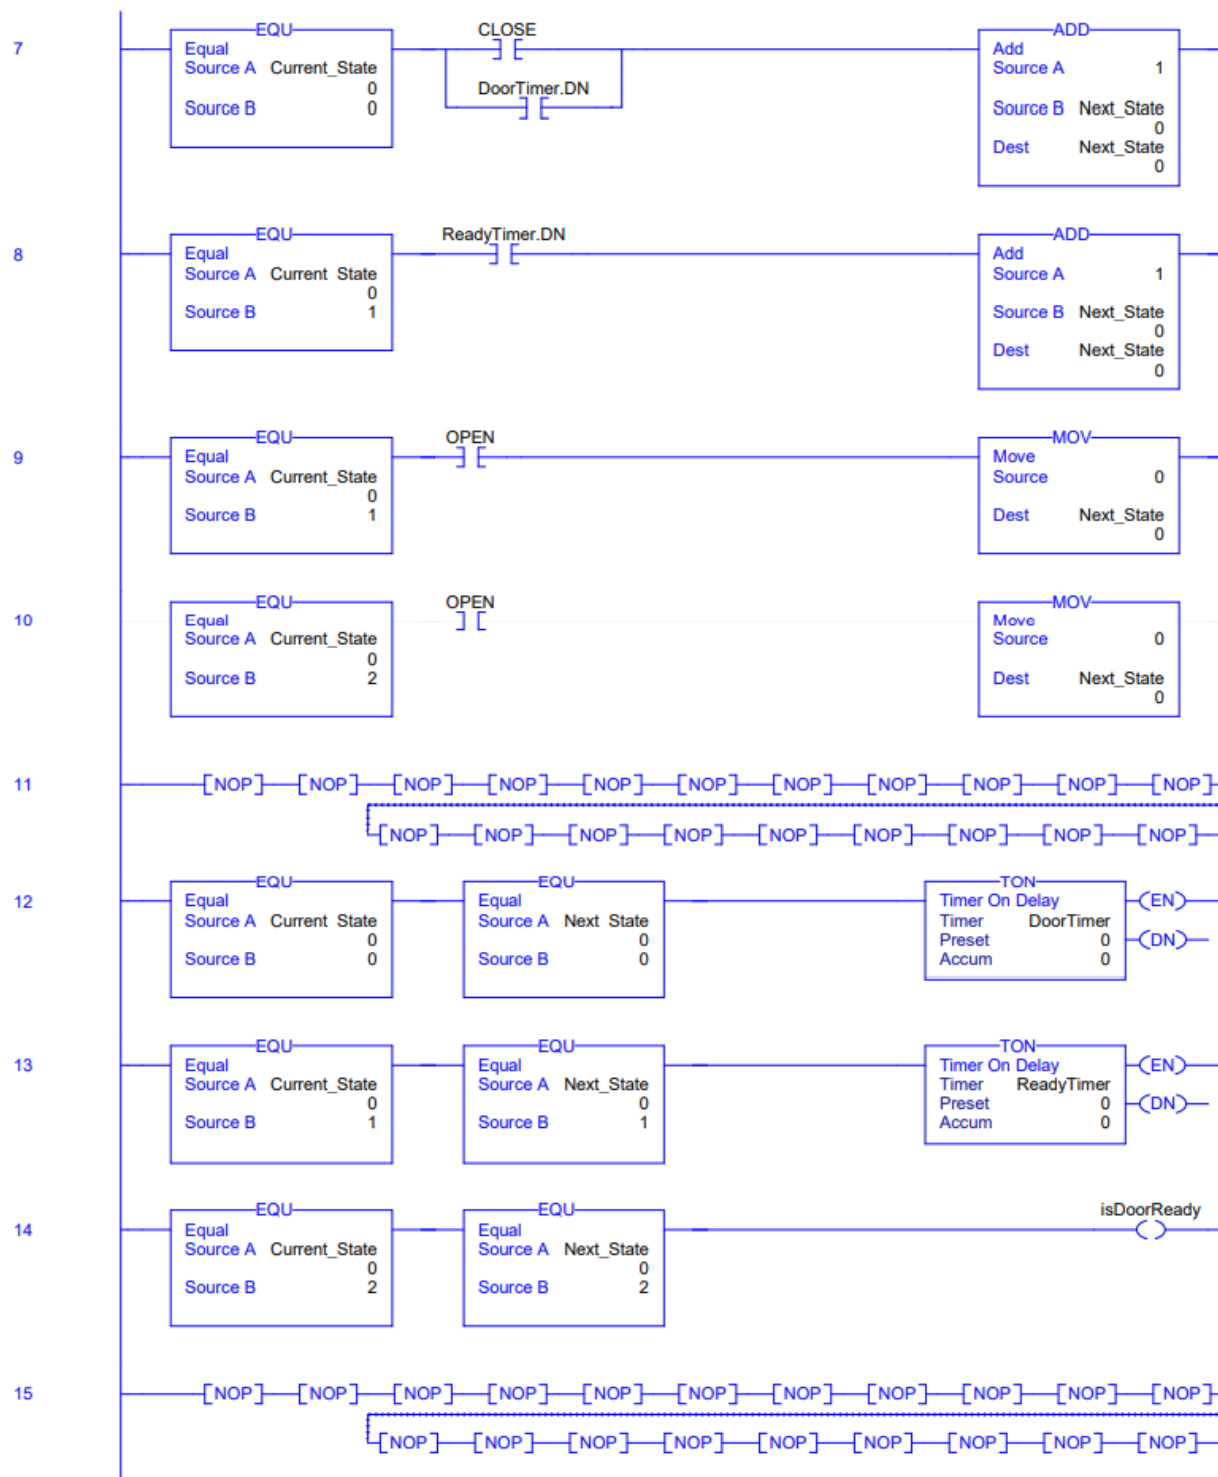 7
EQU
Equal
Source A Current_State
0
Source B 0
CLOSE
DoorTimer.DN
ADD
Add
Source A 1
Source B Next_State
0
Dest Next_State
0
8
EQU
Equal
Source A Current State
0
Source B 1
ReadyTimer.DN
ADD
Add
Source A 1
Source B Next_State
0
Dest Next_State
0
9
EQU
Equal
Source A Current_State
0
Source B 1
OPEN
MOV
Move
Source 0
Dest Next_State
0
10
EQU
Equal
Source A Current_State
0
Source B 2
OPEN
MOV
Move
Source 0
Dest Next_State
0
11
NOP NOP NOP NOP NOP NOP NOP NOP NOP NOP NOP
NOP NOP NOP NOP NOP NOP NOP NOP NOP
12
EQU
Equal
Source A Current_State
0
Source B 0
EQU
Equal
Source A Next State
0
Source B 0
TON
Timer On Delay
Timer DoorTimer
Preset 0
Accum 0
EN
DN
13
EQU
Equal
Source A Current_State
0
Source B 1
EQU
Equal
Source A Next_State
0
Source B 1
TON
Timer On Delay
Timer ReadyTimer
Preset 0
Accum 0
EN
DN
14
EQU
Equal
Source A Current_State
0
Source B 2
EQU
Equal
Source A Next_State
0
Source B 2
isDoorReady
15
NOP NOP NOP NOP NOP NOP NOP NOP NOP NOP NOP
NOP NOP NOP NOP NOP NOP NOP NOP NOP